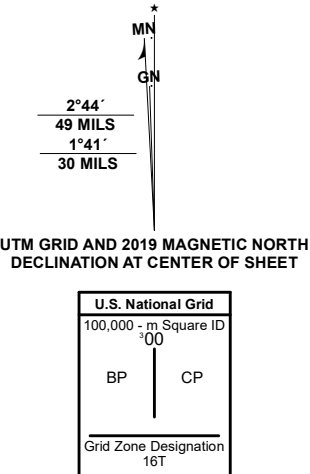 MN
GN
2°44´
49 MILS
1°41´
30 MILS
UTM GRID AND 2019 MAGNETIC NORTH
DECLINATION AT CENTER OF SHEET
U.S. National Grid
100,000 - m Square ID
³00
BP CP
Grid Zone Designation
16T